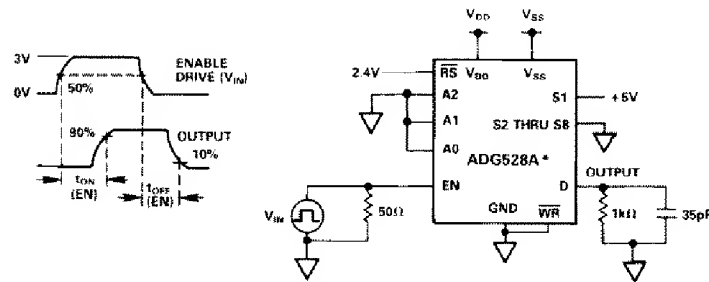 3V
0V
50%
ENABLE
DRIVE (VIN)
90%
OUTPUT
10%
tON
(EN)
tOFF
(EN)
VDD
VSS
2.4V
RS
VDD
VSS
A2
A1
A0
S1
+5V
S2 THRU S8
ADG528A*
OUTPUT
EN
D
VIN
50Ω
GND
WR
1kΩ
35pF